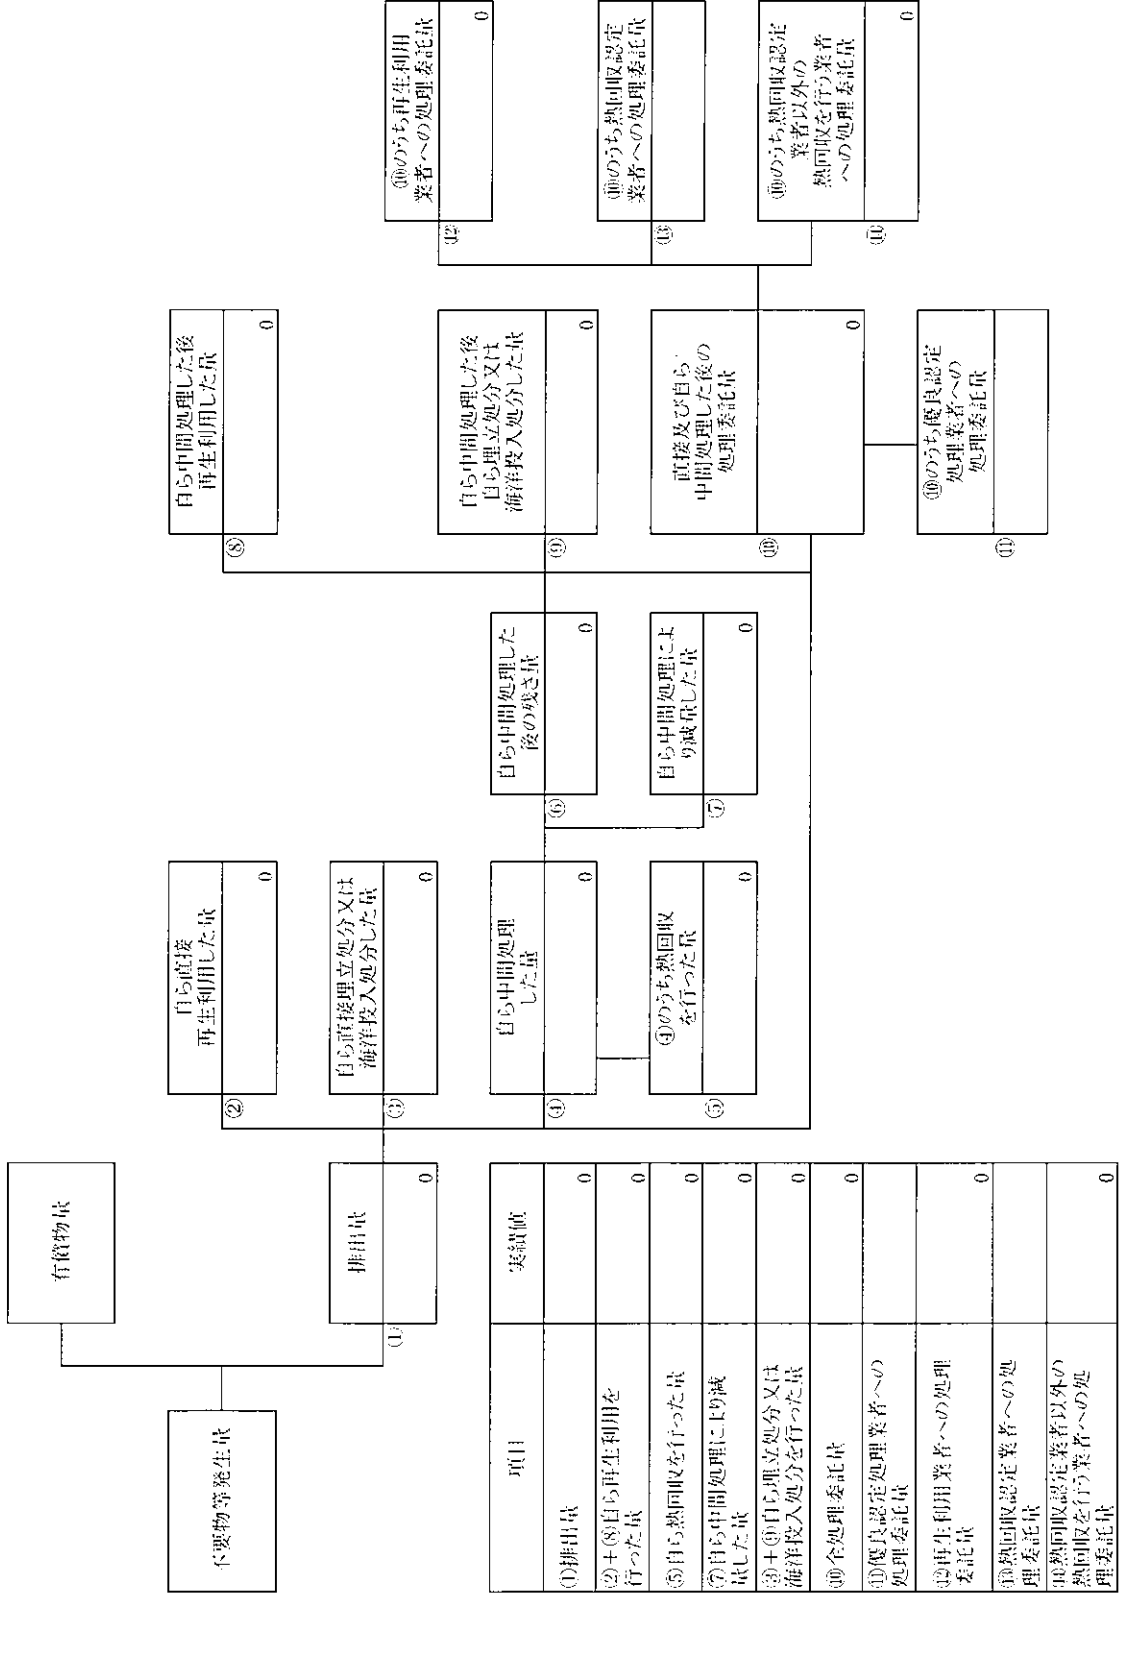 不要物等発生量
有償物量
排出量
①
0
自ら直接
再生利用した量
②
0
自ら直接埋立処分又は
海洋投入処分した量
③
0
自ら中間処理
した量
④
0
④のうち熱回収
を行った量
⑤
0
自ら中間処理した
後の残さ量
⑥
0
自ら中間処理によ
り減量した量
⑦
0
自ら中間処理した後
再生利用した量
⑧
0
自ら中間処理した後
自ら埋立処分又は
海洋投入処分した量
⑨
0
直接及び自ら
中間処理した後の
処理委託量
⑩
0
⑩のうち優良認定
処理業者への
処理委託量
⑪
⑩のうち再生利用
業者への処理委託量
⑫
0
⑩のうち熱回収認定
業者への処理委託量
⑬
⑩のうち熱回収認定
業者以外の
熱回収を行う業者
への処理委託量
⑭
0
項目
実績値
①排出量
0
②+⑧自ら再生利用を
行った量
0
⑤自ら熱回収を行った量
0
⑦自ら中間処理により減
量した量
0
③+⑨自ら埋立処分又は
海洋投入処分を行った量
0
⑩全処理委託量
0
⑪優良認定処理業者への
処理委託量
⑫再生利用業者への処理
委託量
0
⑬熱回収認定業者への処
理委託量
⑭熱回収認定業者以外の
熱回収を行う業者への処
理委託量
0